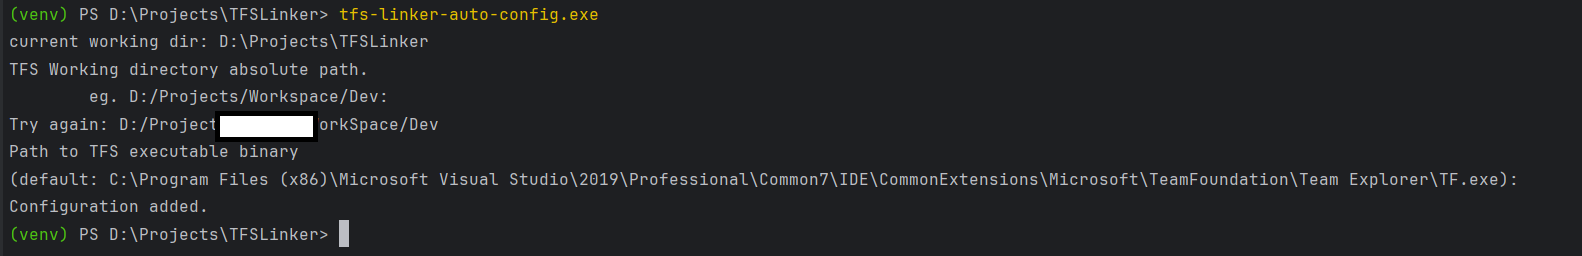 (venv) PS D:\Projects\TFSLinker> tfs-linker-auto-config.exe
current working dir: D:\Projects\TFSLinker
TFS Working directory absolute path.
        eg. D:/Projects/Workspace/Dev:
Try again: D:/Project orkSpace/Dev
Path to TFS executable binary
(default: C:\Program Files (x86)\Microsoft Visual Studio\2019\Professional\Common7\IDE\CommonExtensions\Microsoft\TeamFoundation\Team Explorer\TF.exe):
Configuration added.
(venv) PS D:\Projects\TFSLinker>